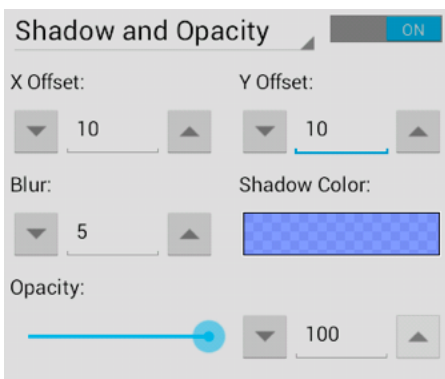 Shadow and Opacity ON
X Offset: Y Offset:
10 10
Blur: Shadow Color:
5
Opacity:
100